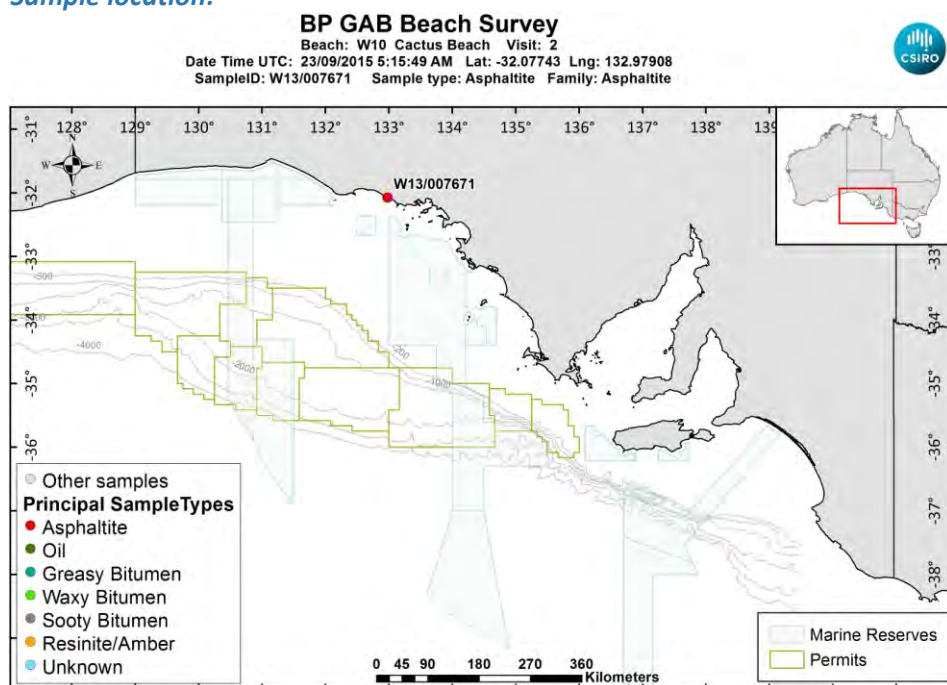 Sample location:
BP GAB Beach Survey
Beach: W10 Cactus Beach Visit: 2
Date Time UTC: 23/09/2015 5:15:49 AM Lat: -32.07743 Lng: 132.97908
SampleID: W13/007671 Sample type: Asphaltite Family: Asphaltite
CSIRO
128° 129° 130° 131° 132° 133° 134° 135° 136° 137° 138° 139
-31°
N
W E
S
W13/007671
-32°
-33°
-34°
-35°
-36°
-37°
-38°
-200
-1000
-2000
-4000
-31°
-32°
-33°
-34°
-35°
-36°
-37°
-38°
Other samples
Principal SampleTypes
Asphaltite
Oil
Greasy Bitumen
Waxy Bitumen
Sooty Bitumen
Resinite/Amber
Unknown
0 45 90 180 270 360
Kilometers
Marine Reserves
Permits